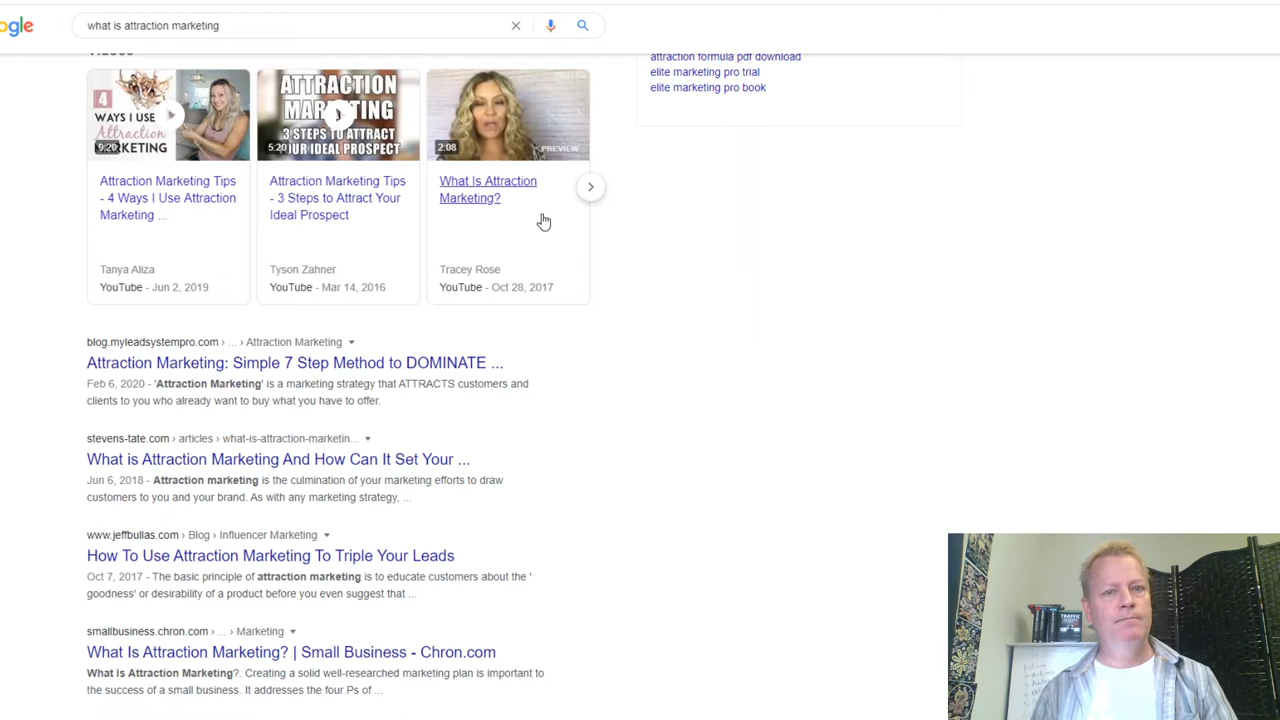 ogle
what is attraction marketing
attraction formula pdf download
elite marketing pro trial
elite marketing pro book
4
WAYS I USE
Attraction
MARKETING
9:20
ATTRACTION
MARKETING
3 STEPS TO ATTRACT
YOUR IDEAL PROSPECT
5:20
2:08
PREVIEW
Attraction Marketing Tips
- 4 Ways I Use Attraction
Marketing ...
Tanya Aliza
YouTube - Jun 2, 2019
Attraction Marketing Tips
- 3 Steps to Attract Your
Ideal Prospect
Tyson Zahner
YouTube - Mar 14, 2016
What Is Attraction
Marketing?
Tracey Rose
YouTube - Oct 28, 2017
blog.myleadsystempro.com › ... › Attraction Marketing
Attraction Marketing: Simple 7 Step Method to DOMINATE ...
Feb 6, 2020 - 'Attraction Marketing' is a marketing strategy that ATTRACTS customers and
clients to you who already want to buy what you have to offer.
stevens-tate.com › articles › what-is-attraction-marketin...
What is Attraction Marketing And How Can It Set Your ...
Jun 6, 2018 - Attraction marketing is the culmination of your marketing efforts to draw
customers to you and your brand. As with any marketing strategy, ...
www.jeffbullas.com › Blog › Influencer Marketing
How To Use Attraction Marketing To Triple Your Leads
Oct 7, 2017 - The basic principle of attraction marketing is to educate customers about the '
goodness' or desirability of a product before you even suggest that ...
smallbusiness.chron.com › ... › Marketing
What Is Attraction Marketing? | Small Business - Chron.com
What Is Attraction Marketing?. Creating a solid well-researched marketing plan is important to
the success of a small business. It addresses the four Ps of ...
TRAFFIC